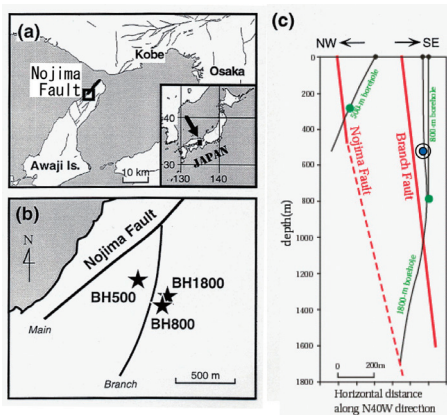 (a)
Kobe
Osaka
Nojima
Fault
Awaji Is.
10 km
40
30
JAPAN
130
140
(b)
N
Nojima Fault
BH500
BH1800
BH800
Main
Branch
500 m
(c)
NW
SE
0
200
400
600
800
1000
1200
1400
1600
1800
depth(m)
500 m borehole
Nojima Fault
Branch Fault
800 m borehole
1800-m borehole
0
200m
Horizontal distance
along N40W direction